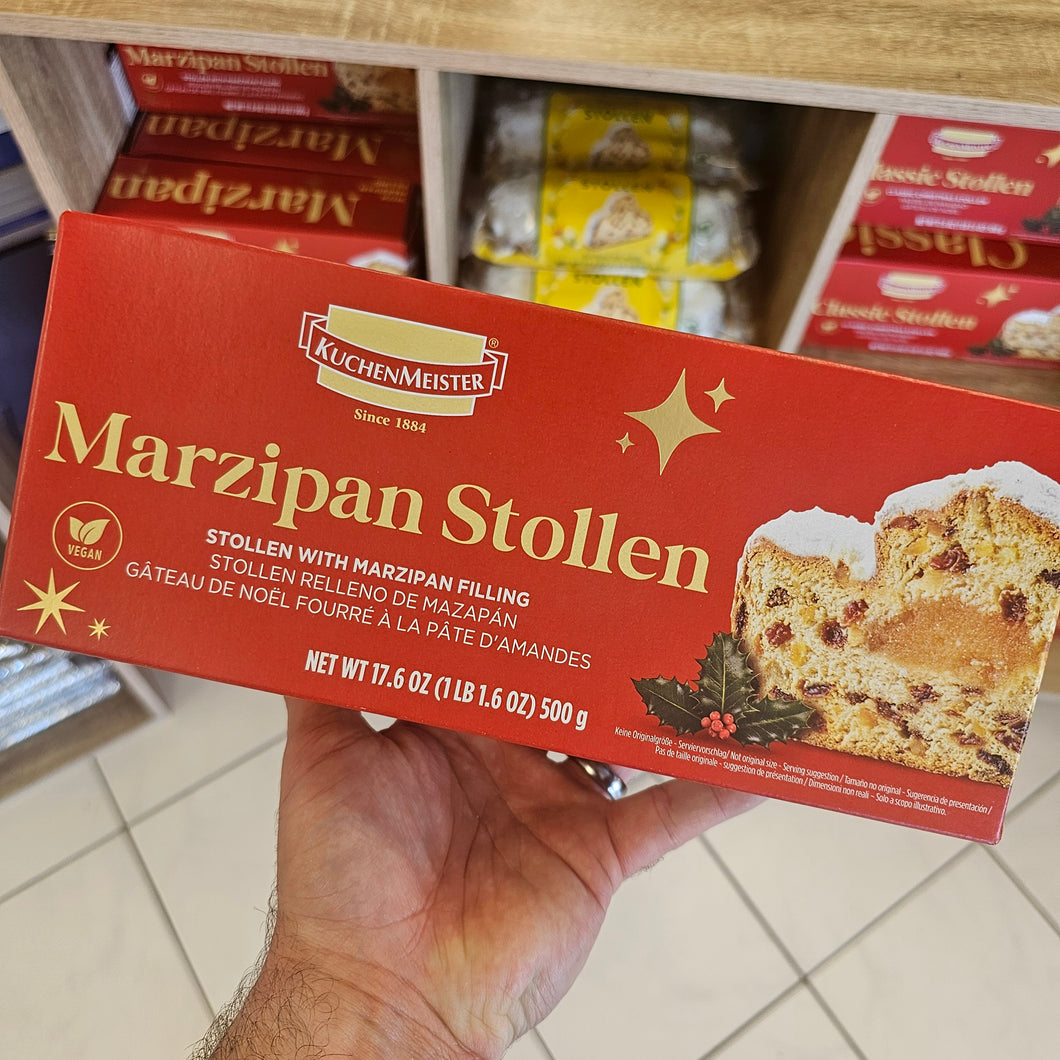 Marzipan Stollen
Marzipan
Marzipan
STOLLEN
STOLLEN
Classic Stollen
Classic
Classic Stollen
KUCHENMEISTER®
Since 1884
Marzipan Stollen
VEGAN
STOLLEN WITH MARZIPAN FILLING
STOLLEN RELLENO DE MAZAPÁN
GÂTEAU DE NOËL FOURRÉ À LA PÂTE D'AMANDES
NET WT 17.6 OZ (1 LB 1.6 OZ) 500 g
Keine Originalgröße - Serviervorschlag/ Not original size - Serving suggestion / Tamaño no original - Sugerencia de presentación /
Pas de taille originale - suggestion de présentation / Dimensioni non reali - Solo a scopo illustrativo.